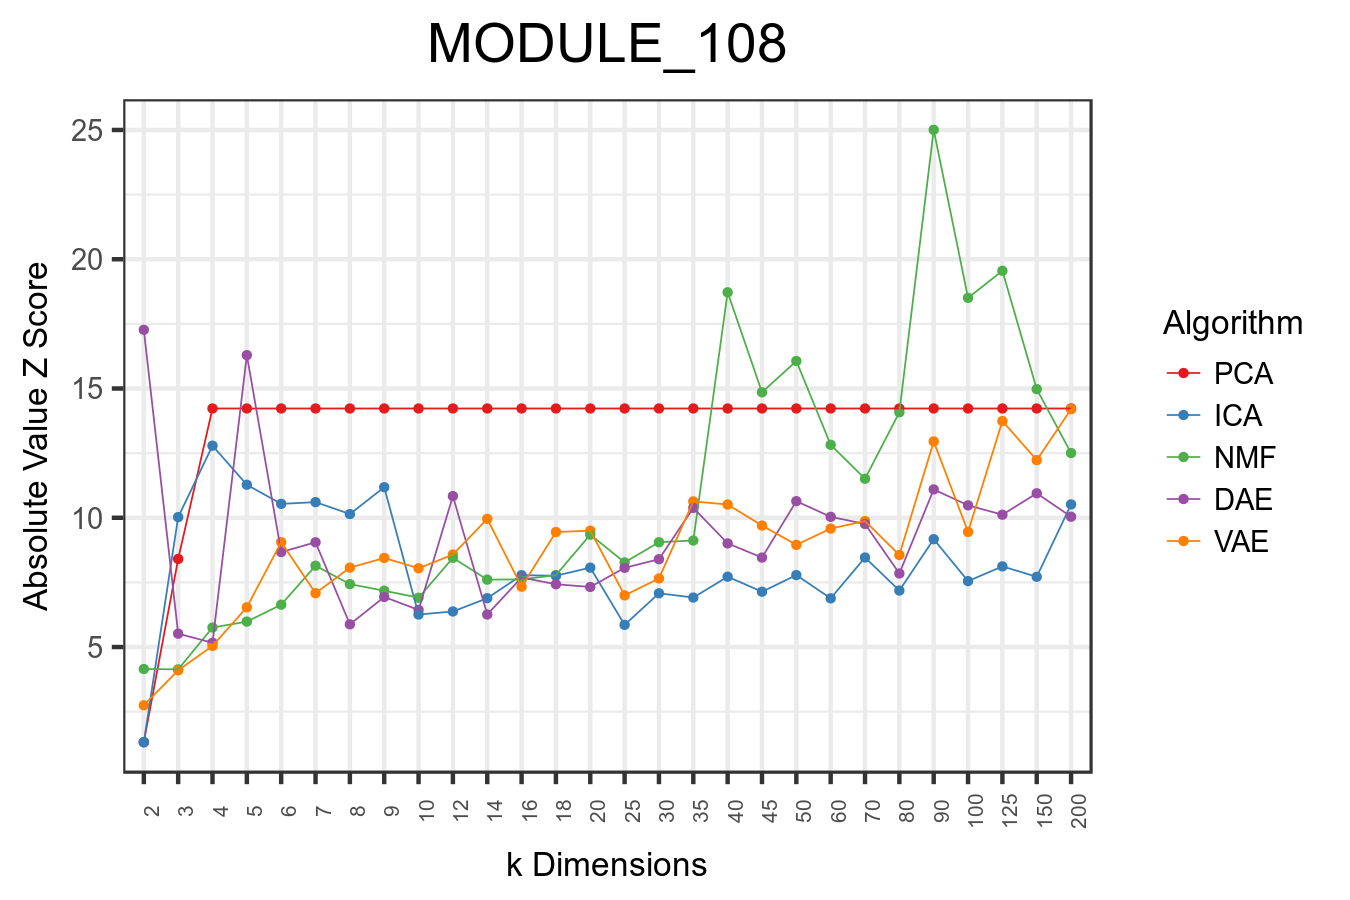 MODULE_108
Absolute Value Z Score
25
20
15
10
5
2 3 4 5 6 7 8 9 10 12 14 16 18 20 25 30 35 40 45 50 60 70 80 90 100 125 150 200
k Dimensions
Algorithm
PCA
ICA
NMF
DAE
VAE